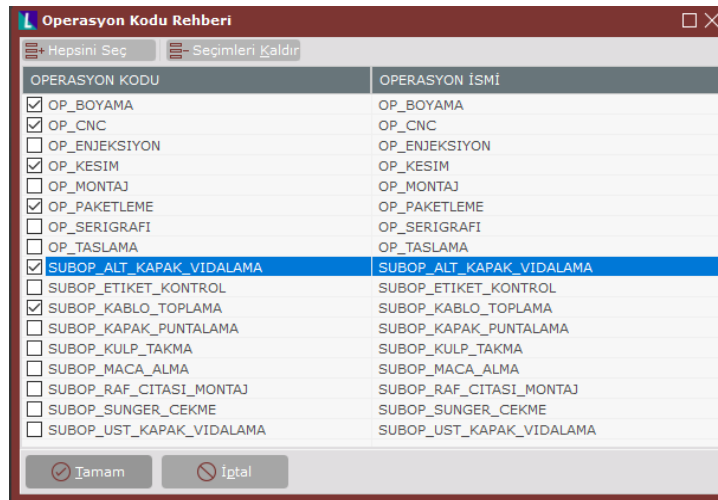 Operasyon Kodu Rehberi
Hepsini Seç Seçimleri Kaldır
OPERASYON KODU OPERASYON İSMİ
OP_BOYAMA OP_BOYAMA
OP_CNC OP_CNC
OP_ENJEKSIYON OP_ENJEKSIYON
OP_KESIM OP_KESIM
OP_MONTAJ OP_MONTAJ
OP_PAKETLEME OP_PAKETLEME
OP_SERIGRAFI OP_SERIGRAFI
OP_TASLAMA OP_TASLAMA
SUBOP_ALT_KAPAK_VIDALAMA SUBOP_ALT_KAPAK_VIDALAMA
SUBOP_ETIKET_KONTROL SUBOP_ETIKET_KONTROL
SUBOP_KABLO_TOPLAMA SUBOP_KABLO_TOPLAMA
SUBOP_KAPAK_PUNTALAMA SUBOP_KAPAK_PUNTALAMA
SUBOP_KULP_TAKMA SUBOP_KULP_TAKMA
SUBOP_MACA_ALMA SUBOP_MACA_ALMA
SUBOP_RAF_CITASI_MONTAJ SUBOP_RAF_CITASI_MONTAJ
SUBOP_SUNGER_CEKME SUBOP_SUNGER_CEKME
SUBOP_UST_KAPAK_VIDALAMA SUBOP_UST_KAPAK_VIDALAMA
Tamam İptal